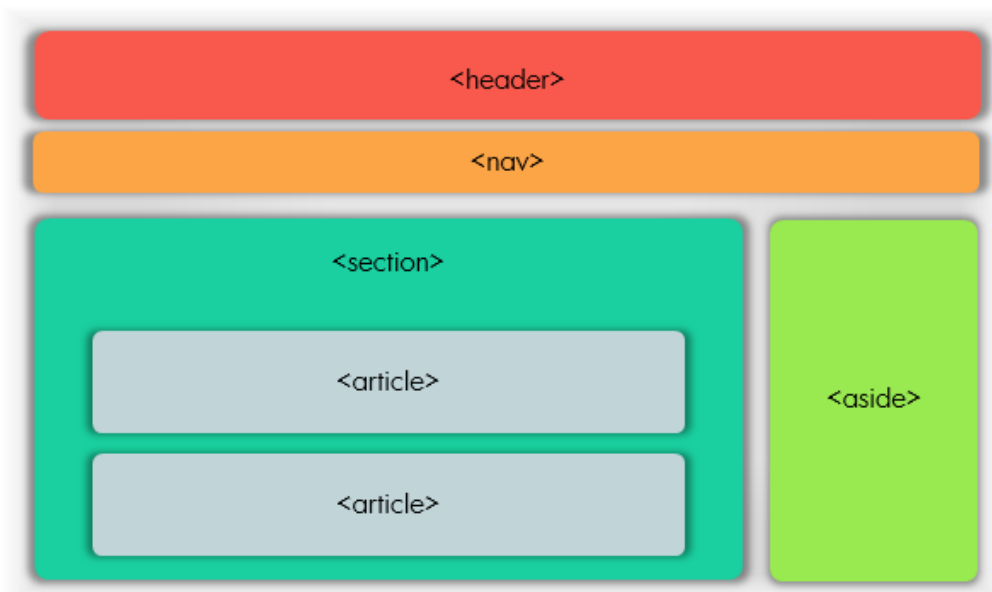 <header>
<nav>
<section>
<article>
<article>
<aside>